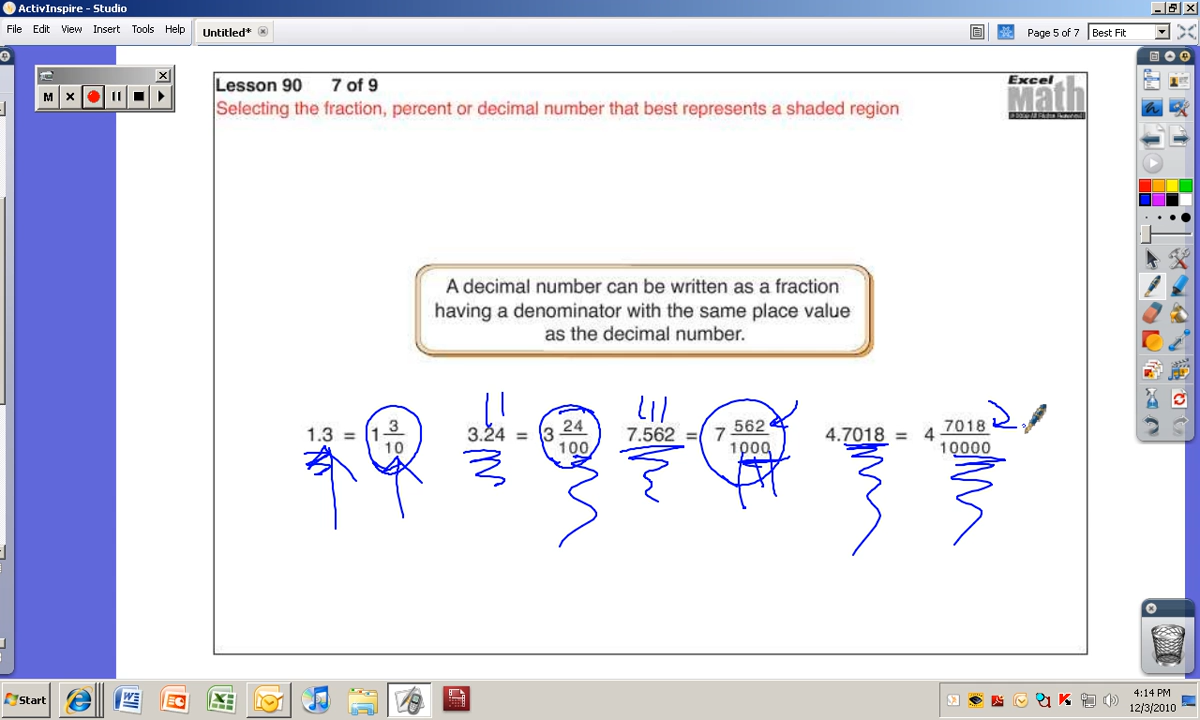 ActivInspire - Studio
File Edit View Insert Tools Help
Untitled*
Page 5 of 7
Best Fit
M
Lesson 90 7 of 9
Selecting the fraction, percent or decimal number that best represents a shaded region
Excel
Math
A decimal number can be written as a fraction
having a denominator with the same place value
as the decimal number.
1.3 = 1 3/10 3.24 = 3 24/100 7.562 = 7 562/1000 4.7018 = 4 7018/10000
Start
4:14 PM
12/3/2010